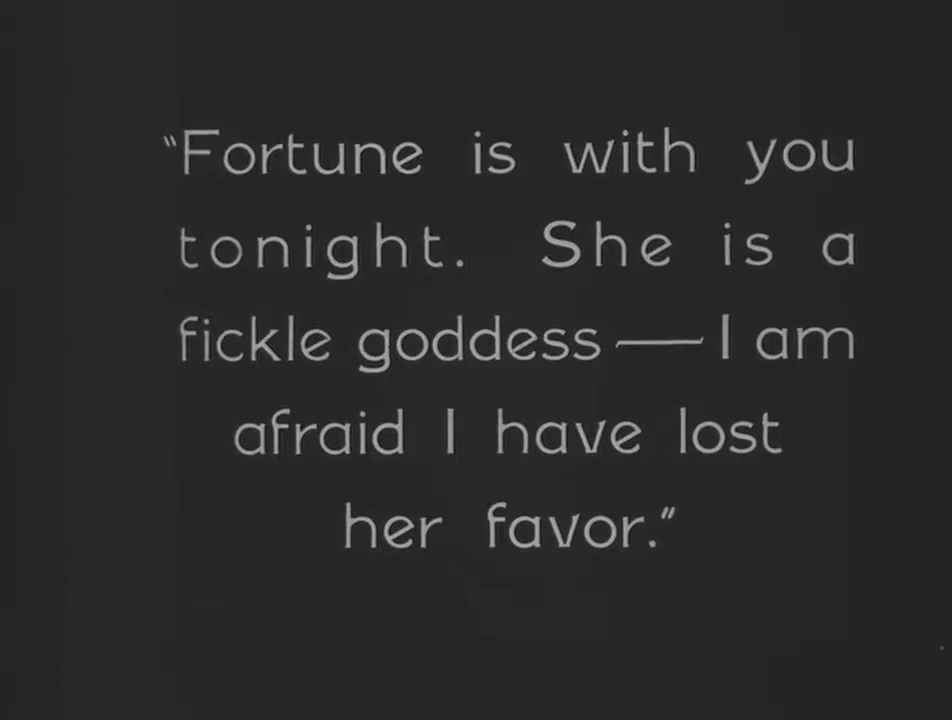 "Fortune is with you
tonight. She is a
fickle goddess — I am
afraid I have lost
her favor."